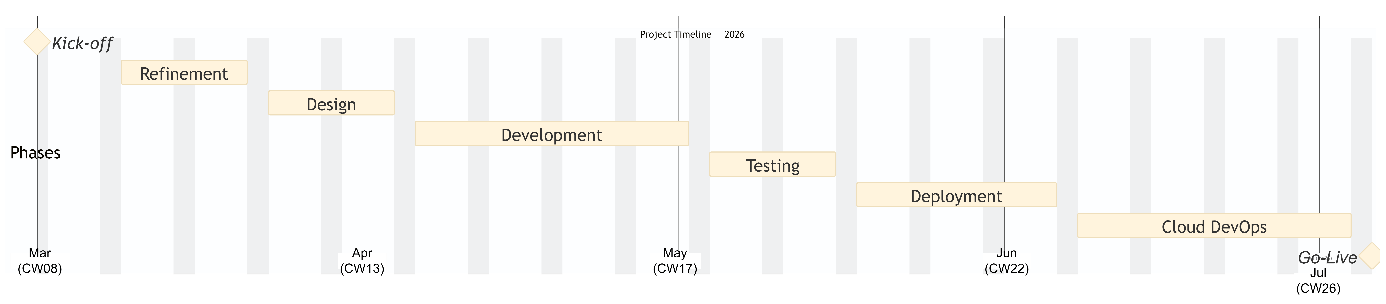 Project Timeline 2026
Kick-off
Refinement
Design
Development
Phases
Testing
Deployment
Cloud DevOps
Go-Live
Mar
(CW08)
Apr
(CW13)
May
(CW17)
Jun
(CW22)
Jul
(CW26)